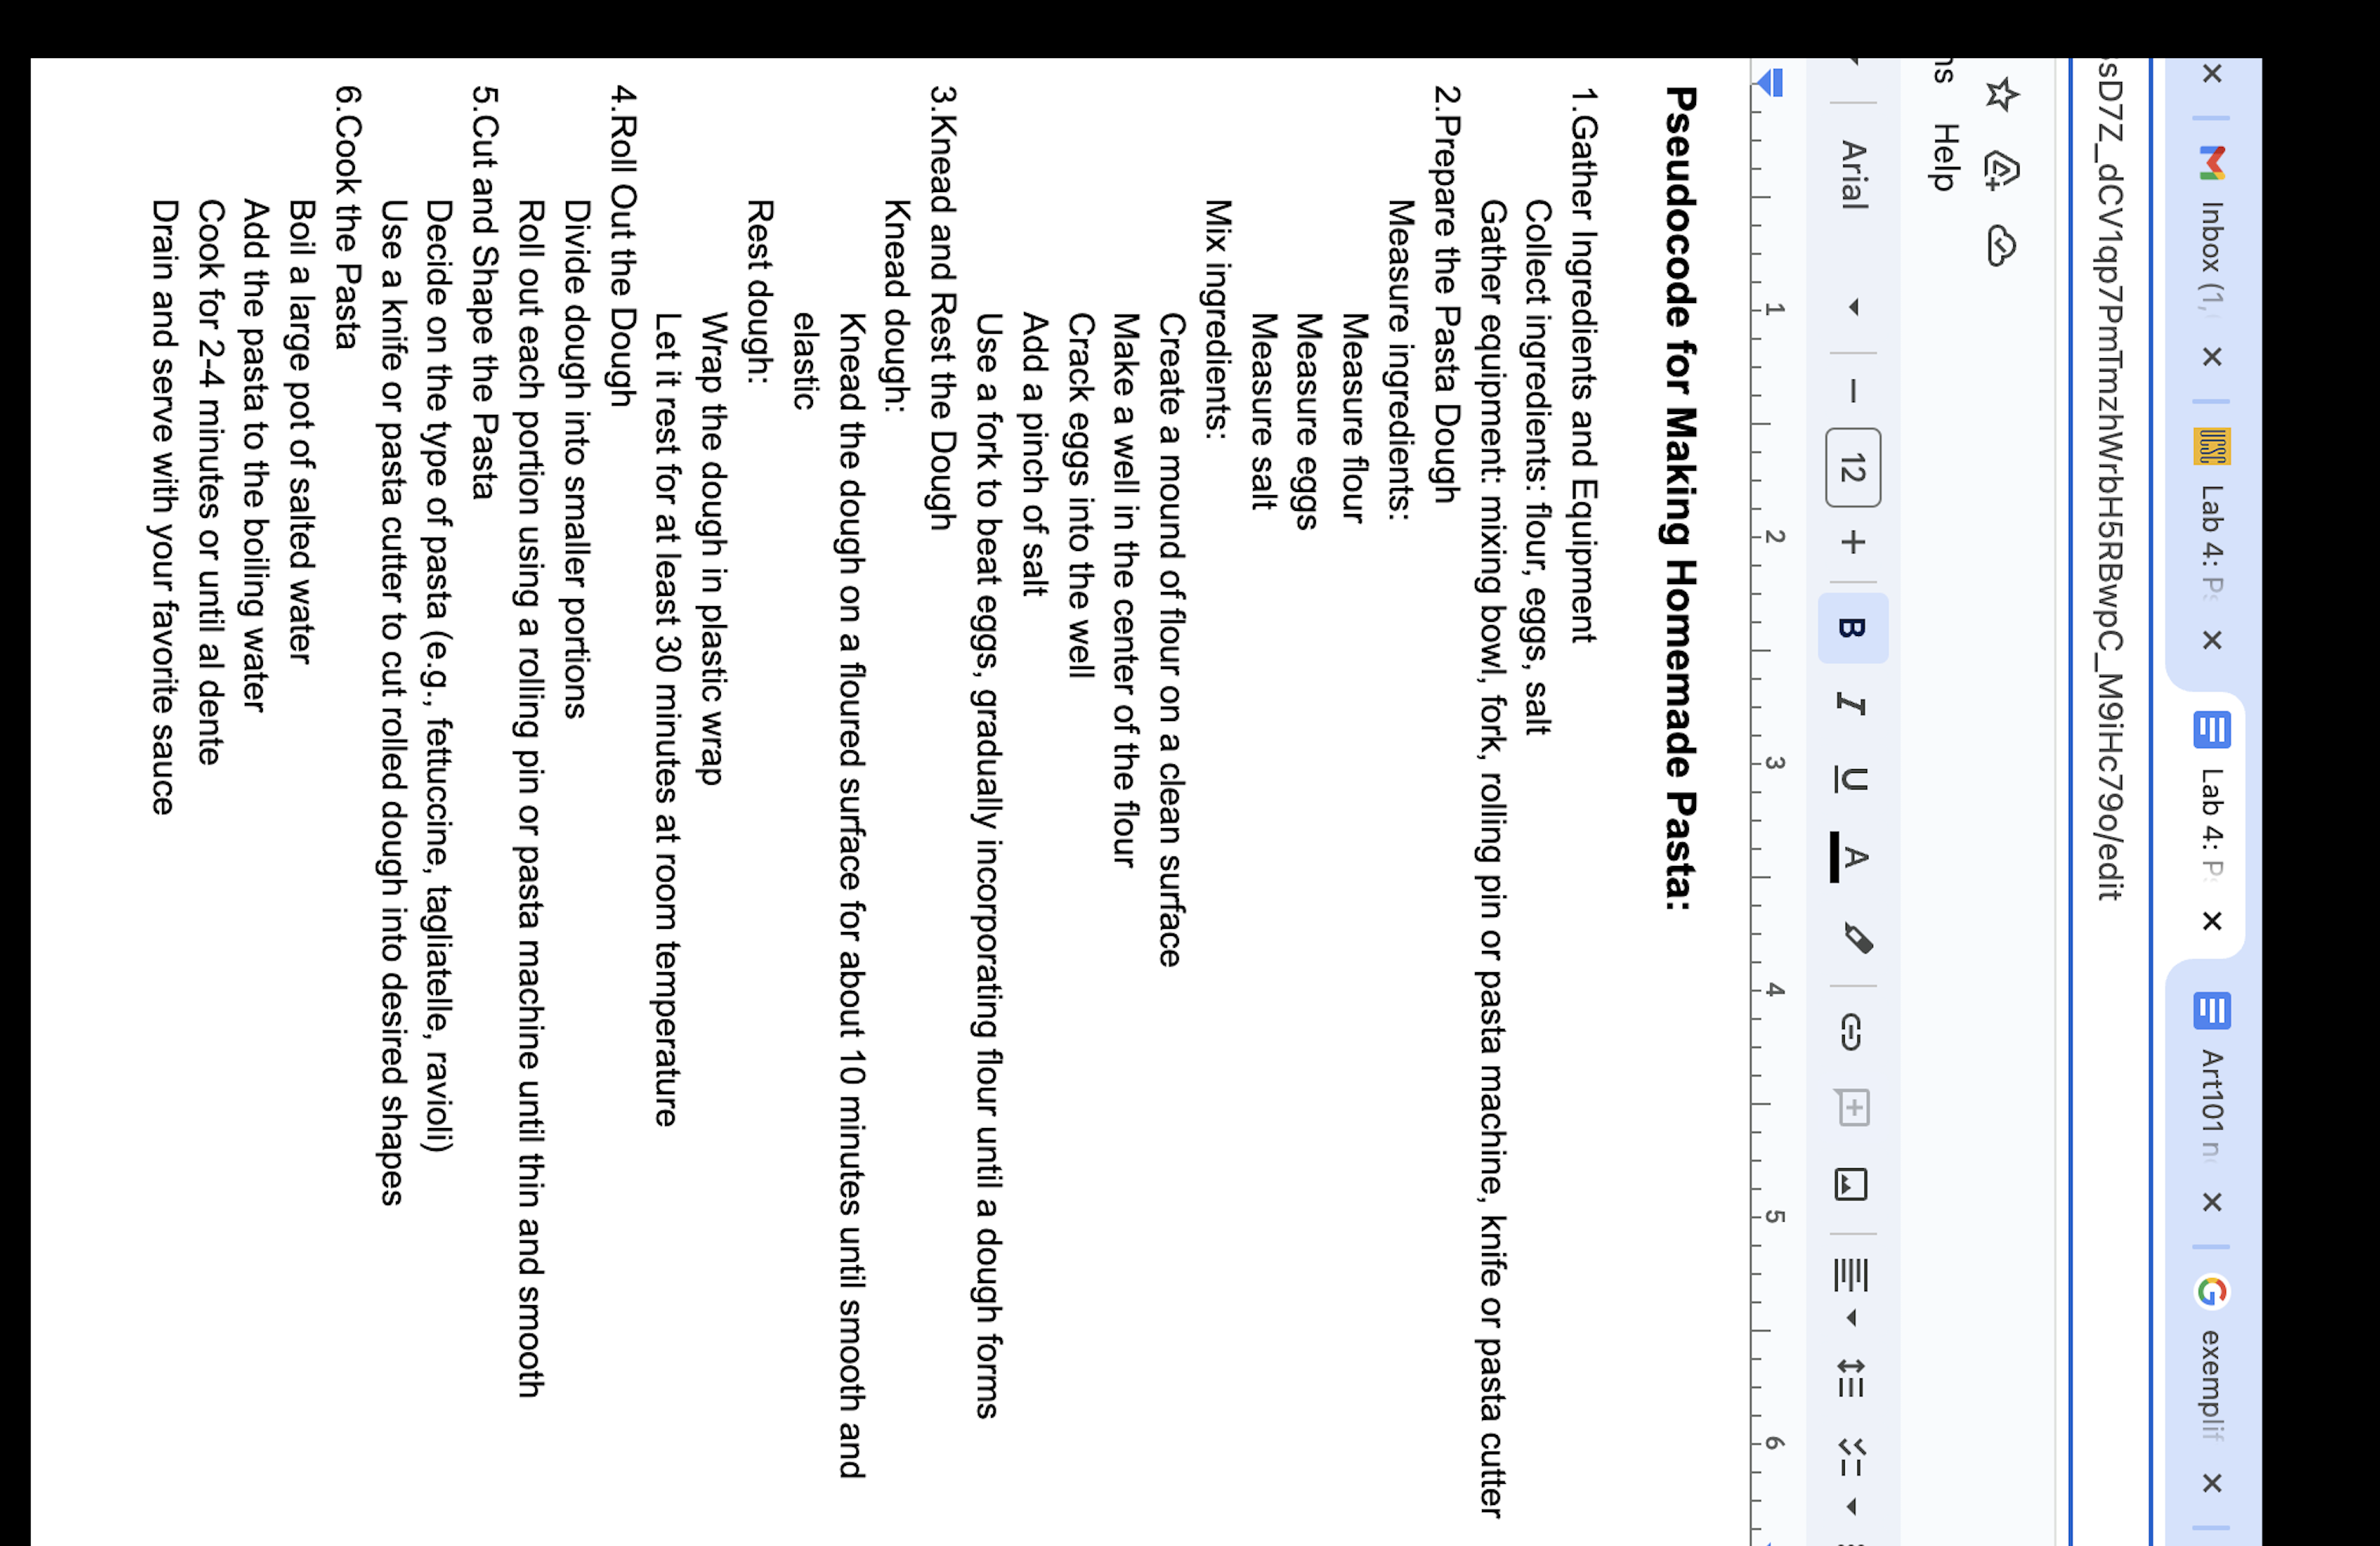 Inbox (1,
Lab 4: P
Lab 4: P
Art101 n
exemplif
sD7Z_dCV1qp7PmTmzhWrbH5RBwpC_M9iHc79o/edit
ns Help
Arial
12
B I U A
1 2 3 4 5 6
Pseudocode for Making Homemade Pasta:
1.Gather Ingredients and Equipment
Collect ingredients: flour, eggs, salt
Gather equipment: mixing bowl, fork, rolling pin or pasta machine, knife or pasta cutter
2.Prepare the Pasta Dough
Measure ingredients:
Measure flour
Measure eggs
Measure salt
Mix ingredients:
Create a mound of flour on a clean surface
Make a well in the center of the flour
Crack eggs into the well
Add a pinch of salt
Use a fork to beat eggs, gradually incorporating flour until a dough forms
3.Knead and Rest the Dough
Knead dough:
Knead the dough on a floured surface for about 10 minutes until smooth and
elastic
Rest dough:
Wrap the dough in plastic wrap
Let it rest for at least 30 minutes at room temperature
4.Roll Out the Dough
Divide dough into smaller portions
Roll out each portion using a rolling pin or pasta machine until thin and smooth
5.Cut and Shape the Pasta
Decide on the type of pasta (e.g., fettuccine, tagliatelle, ravioli)
Use a knife or pasta cutter to cut rolled dough into desired shapes
6.Cook the Pasta
Boil a large pot of salted water
Add the pasta to the boiling water
Cook for 2-4 minutes or until al dente
Drain and serve with your favorite sauce